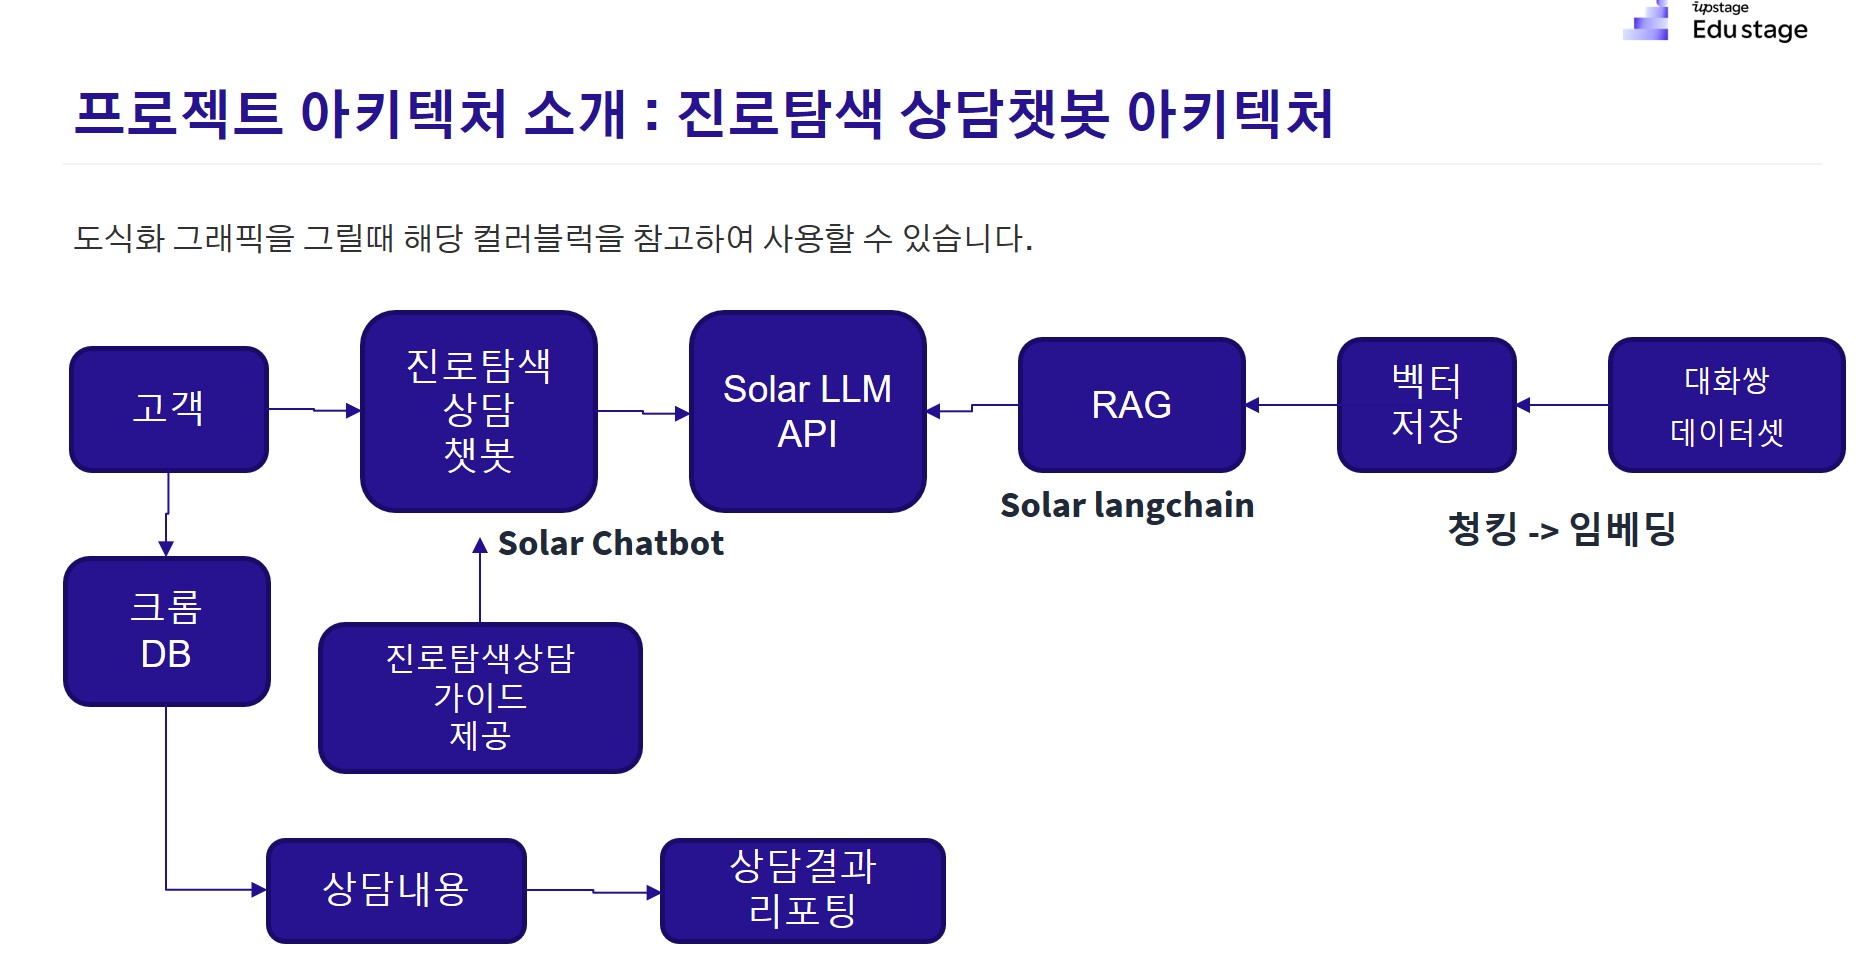 upstage
Edu stage
프로젝트 아키텍처 소개 : 진로탐색 상담챗봇 아키텍처
도식화 그래픽을 그릴때 해당 컬러블럭을 참고하여 사용할 수 있습니다.
고객
진로탐색
상담
챗봇
Solar LLM
API
RAG
벡터
저장
대화쌍
데이터셋
Solar langchain
청킹 -> 임베딩
Solar Chatbot
크롬
DB
진로탐색상담
가이드
제공
상담내용
상담결과
리포팅